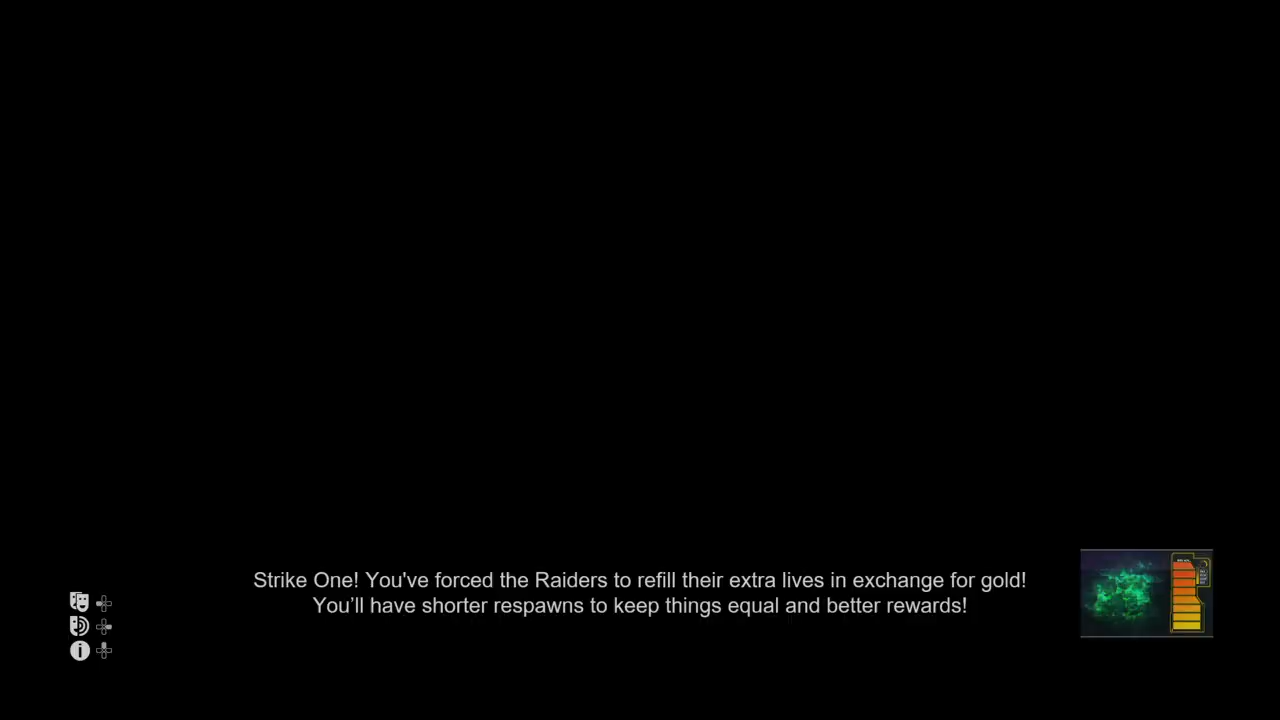 Strike One! You've forced the Raiders to refill their extra lives in exchange for gold!
You’ll have shorter respawns to keep things equal and better rewards!